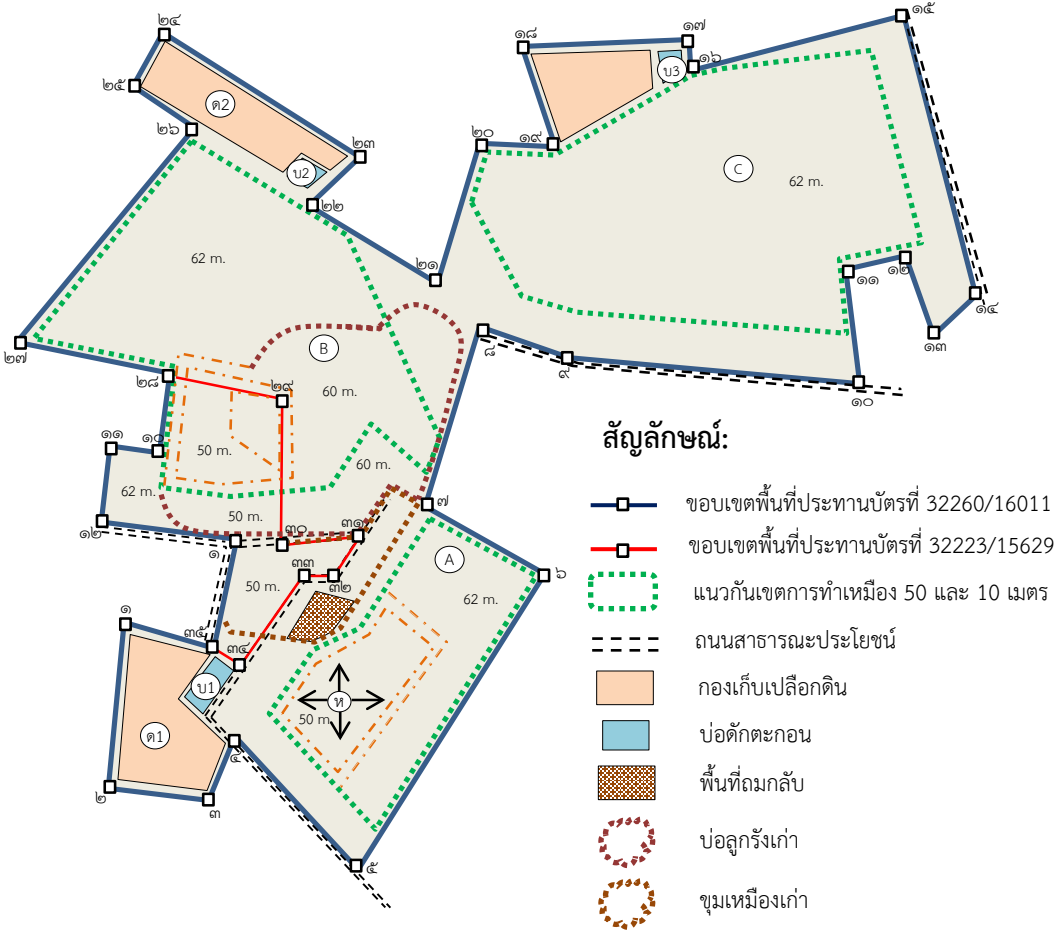 ๒๔
๑๕
๑๘
๑๗
๑๖
บ3
๒๕
ด2
๒๖
๒๓
๒๐
๑๙
บ2
C
62 m.
๒๒
62 m.
๒๑
๑๑
๑๒
๑๔
๒๗
B
๘
๑๓
๒๘
๒๙
๙
60 m.
๑๐
๑๑
๑๐
50 m.
60 m.
62 m.
๗
50 m.
๑๒
๑
๓๐
๓๑
A
๓๓
๓๒
๖
50 m.
62 m.
๑
๓๕
๓๔
บ1
ห
50 m.
ด1
๔
๒
๓
๕
สัญลักษณ์:
ขอบเขตพื้นที่ประทานบัตรที่ 32260/16011
ขอบเขตพื้นที่ประทานบัตรที่ 32223/15629
แนวกันเขตการทำเหมือง 50 และ 10 เมตร
ถนนสาธารณะประโยชน์
กองเก็บเปลือกดิน
บ่อดักตะกอน
พื้นที่ถมกลับ
บ่อลูกรังเก่า
ขุมเหมืองเก่า